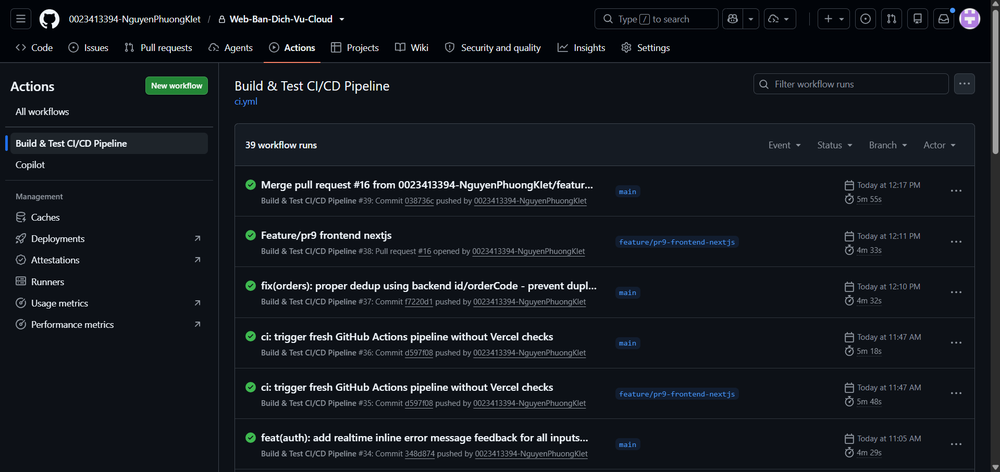 0023413394-NguyenPhuongKIet / Web-Ban-Dich-Vu-Cloud
Type / to search
Code
Issues
Pull requests
Agents
Actions
Projects
Wiki
Security and quality
Insights
Settings
Actions
New workflow
All workflows
Build & Test CI/CD Pipeline
Copilot
Management
Caches
Deployments
Attestations
Runners
Usage metrics
Performance metrics
Build & Test CI/CD Pipeline
ci.yml
Filter workflow runs
39 workflow runs
Event
Status
Branch
Actor
Merge pull request #16 from 0023413394-NguyenPhuongKIet/featur...
Build & Test CI/CD Pipeline #39: Commit 038736c pushed by 0023413394-NguyenPhuongKIet
main
Today at 12:17 PM
5m 55s
Feature/pr9 frontend nextjs
Build & Test CI/CD Pipeline #38: Pull request #16 opened by 0023413394-NguyenPhuongKIet
feature/pr9-frontend-nextjs
Today at 12:11 PM
4m 33s
fix(orders): proper dedup using backend id/orderCode - prevent dupl...
Build & Test CI/CD Pipeline #37: Commit f7220d1 pushed by 0023413394-NguyenPhuongKIet
main
Today at 12:10 PM
4m 32s
ci: trigger fresh GitHub Actions pipeline without Vercel checks
Build & Test CI/CD Pipeline #36: Commit d597f08 pushed by 0023413394-NguyenPhuongKIet
main
Today at 11:47 AM
5m 18s
ci: trigger fresh GitHub Actions pipeline without Vercel checks
Build & Test CI/CD Pipeline #35: Commit d597f08 pushed by 0023413394-NguyenPhuongKIet
feature/pr9-frontend-nextjs
Today at 11:47 AM
5m 48s
feat(auth): add realtime inline error message feedback for all inputs...
Build & Test CI/CD Pipeline #34: Commit 348d874 pushed by 0023413394-NguyenPhuongKIet
main
Today at 11:05 AM
4m 29s